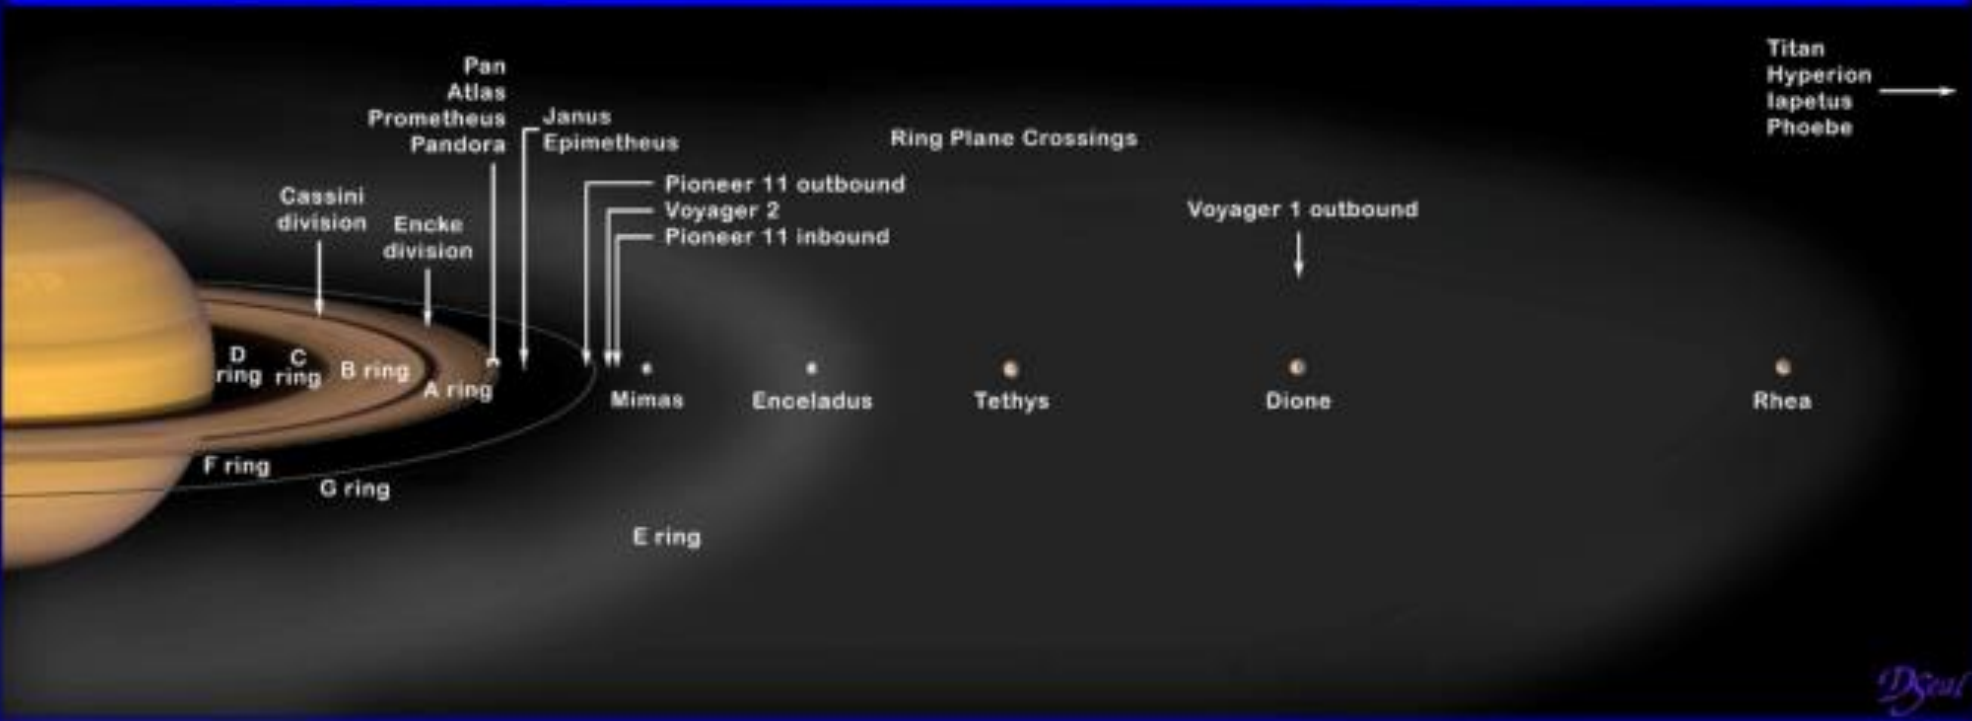 Titan
Hyperion
Iapetus
Phoebe
Pan
Atlas
Prometheus
Pandora
Janus
Epimetheus
Ring Plane Crossings
Pioneer 11 outbound
Voyager 2
Pioneer 11 inbound
Voyager 1 outbound
Cassini
division
Encke
division
D
ring
C
ring
B ring
A ring
Mimas
Enceladus
Tethys
Dione
Rhea
F ring
G ring
E ring
DSeal